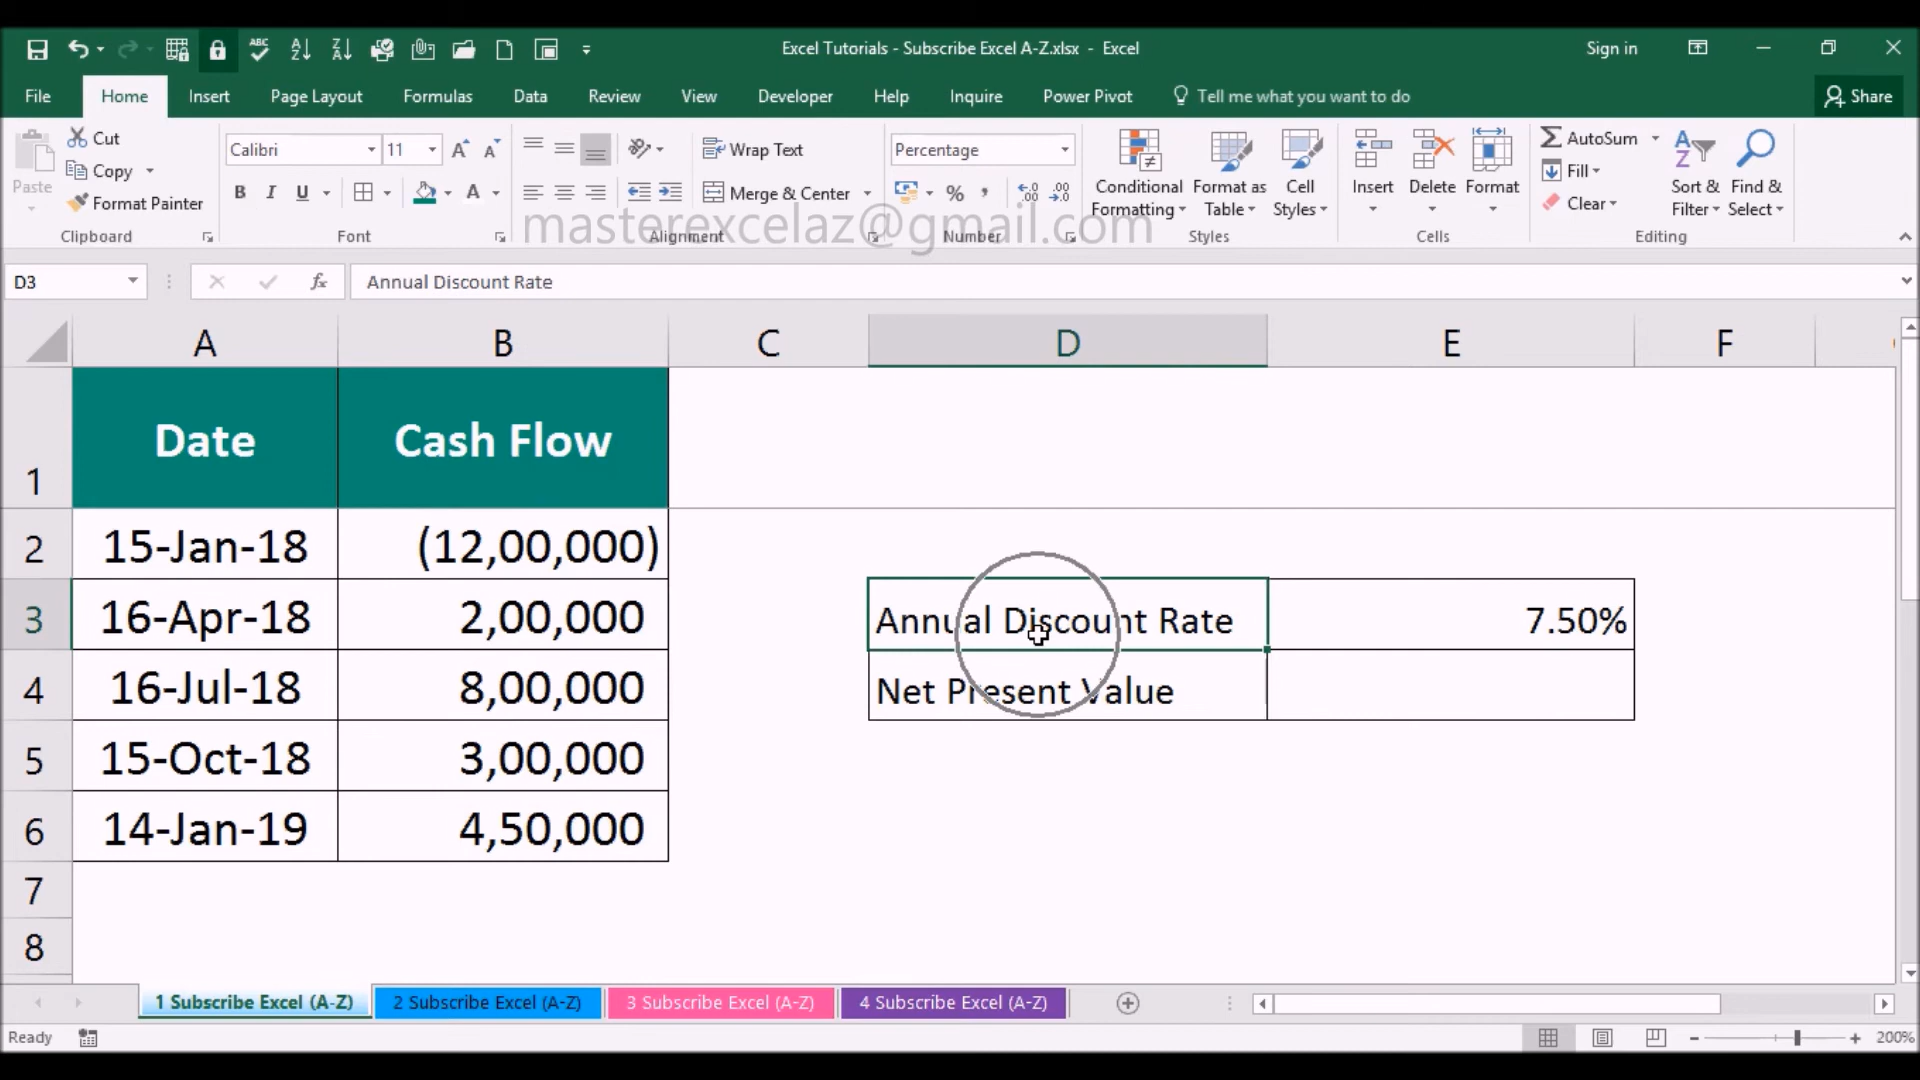 Excel Tutorials - Subscribe Excel A-Z.xlsx - Excel
Sign in
File Home Insert Page Layout Formulas Data Review View Developer Help Inquire Power Pivot Tell me what you want to do Share
Paste
Cut
Copy
Format Painter
Calibri 11
B I U
A
Wrap Text
Merge & Center
Percentage
%
Conditional Formatting
Format as Table
Cell Styles
Insert
Delete
Format
AutoSum
Fill
Clear
Sort & Filter
Find & Select
Clipboard Font Alignment Number Styles Cells Editing
masterexcelaz@gmail.com
D3 fx Annual Discount Rate
A B C D E F
1 Date Cash Flow
2 15-Jan-18 (12,00,000)
3 16-Apr-18 2,00,000 Annual Discount Rate 7.50%
4 16-Jul-18 8,00,000 Net Present Value
5 15-Oct-18 3,00,000
6 14-Jan-19 4,50,000
7
8
1 Subscribe Excel (A-Z) 2 Subscribe Excel (A-Z) 3 Subscribe Excel (A-Z) 4 Subscribe Excel (A-Z)
Ready 200%